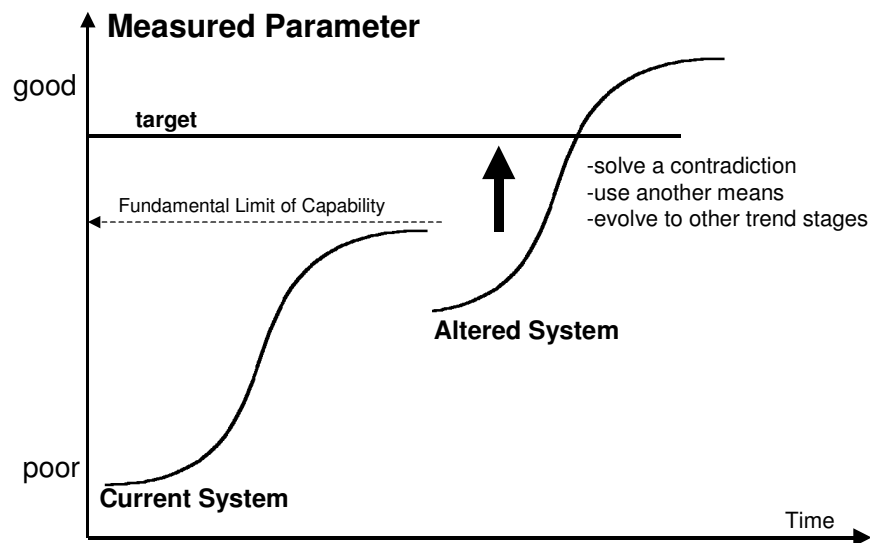 Measured Parameter
good
target
-solve a contradiction
-use another means
-evolve to other trend stages
Fundamental Limit of Capability
Altered System
poor
Current System
Time